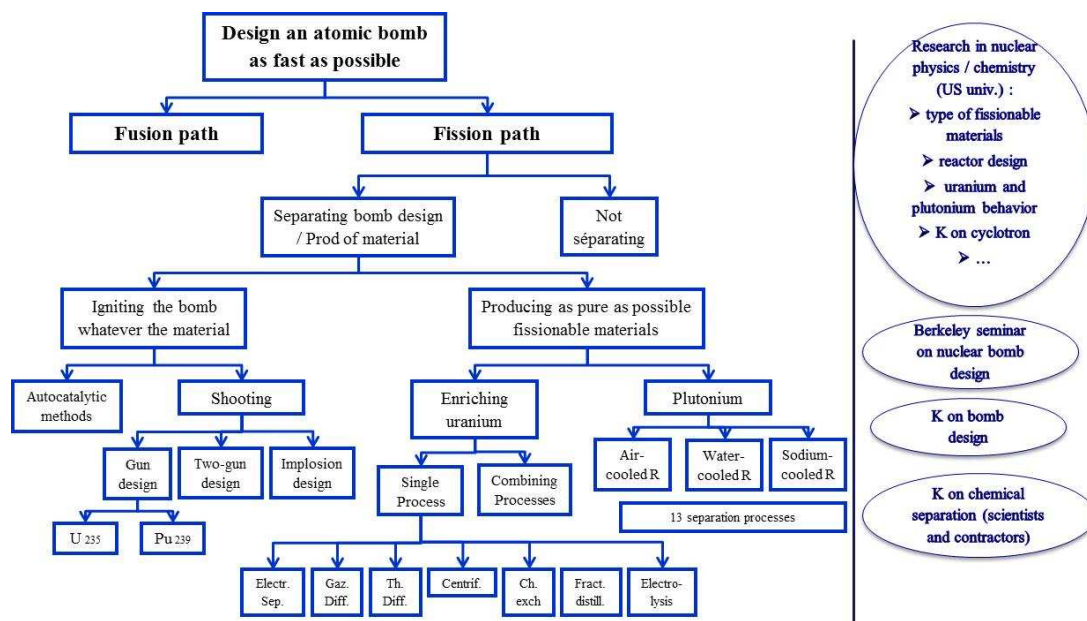 Design an atomic bomb
as fast as possible
Fusion path
Fission path
Separating bomb design
/ Prod of material
Not
séparating
Igniting the bomb
whatever the material
Producing as pure as possible
fissionable materials
Autocatalytic
methods
Shooting
Enriching
uranium
Plutonium
Gun
design
Two-gun
design
Implosion
design
Single
Process
Combining
Processes
Air-
cooled R
Water-
cooled R
Sodium-
cooled R
13 separation processes
U 235
Pu 239
Electr.
Sep.
Gaz.
Diff.
Th.
Diff.
Centrif.
Ch.
exch
Fract.
distill.
Electro-
lysis
Research in nuclear
physics / chemistry
(US univ.) :
➢ type of fissionable
materials
➢ reactor design
➢ uranium and
plutonium behavior
➢ K on cyclotron
➢ ...
Berkeley seminar
on nuclear bomb
design
K on bomb
design
K on chemical
separation (scientists
and contractors)